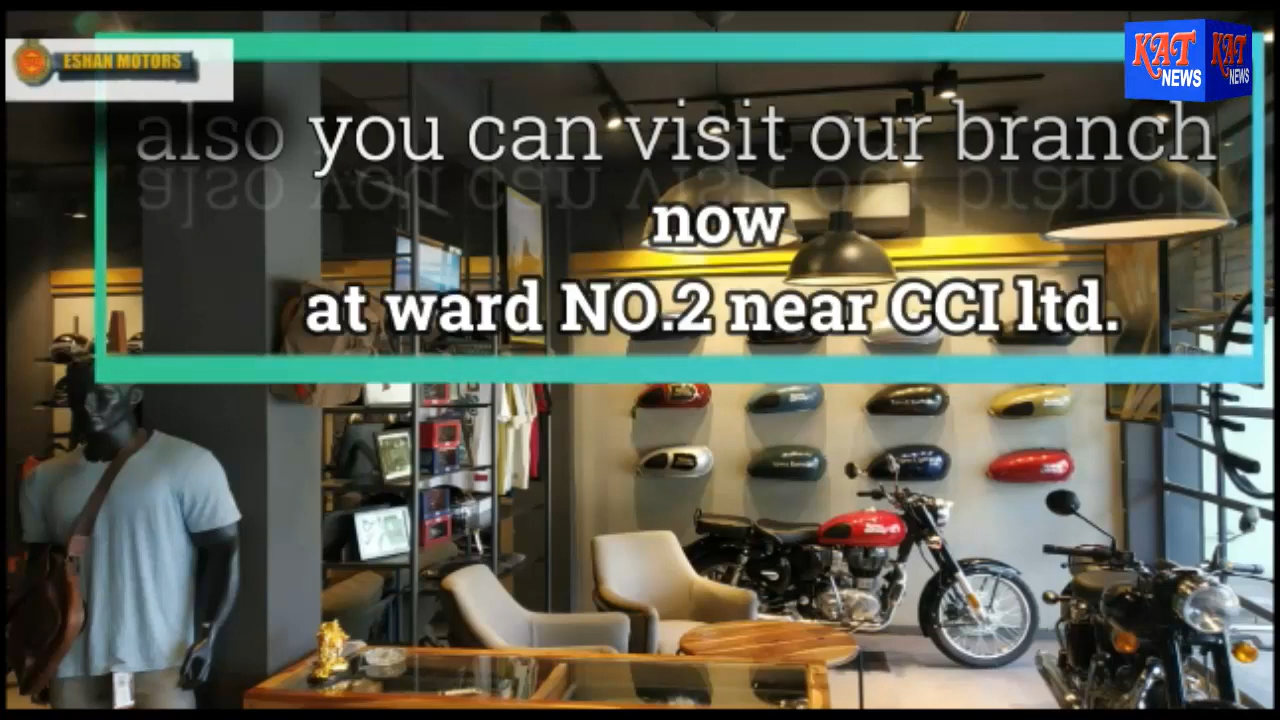 ESHAN MOTORS
KAT
NEWS
KAT
NEWS
also you can visit our branch
now
at ward NO.2 near CCI ltd.